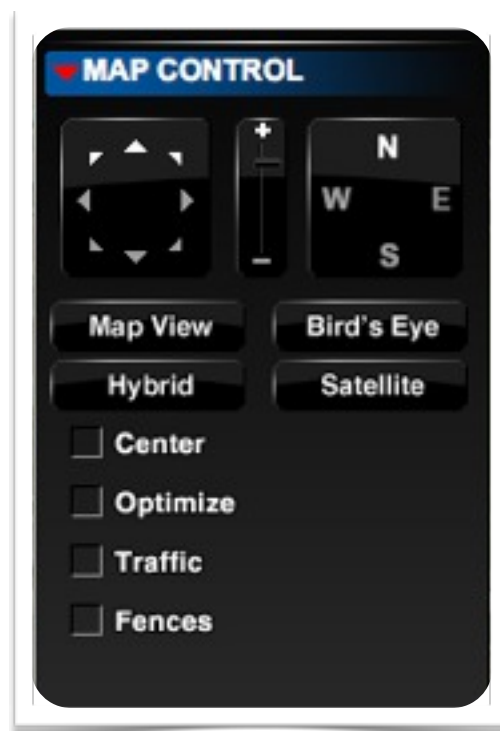 MAP CONTROL
+
N
W E
–
S
Map View Bird's Eye
Hybrid Satellite
Center
Optimize
Traffic
Fences